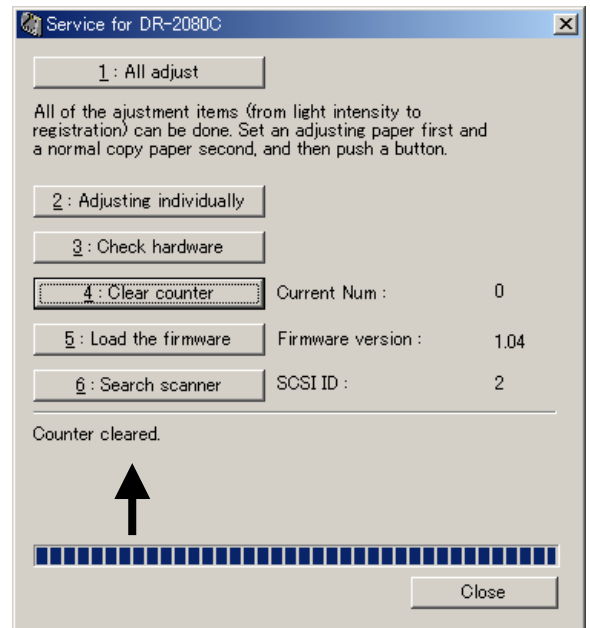 Service for DR-2080C
1 : All adjust
All of the ajustment items (from light intensity to
registration) can be done. Set an adjusting paper first and
a normal copy paper second, and then push a button.
2 : Adjusting individually
3 : Check hardware
4 : Clear counter Current Num : 0
5 : Load the firmware Firmware version : 1.04
6 : Search scanner SCSI ID : 2
Counter cleared.
Close